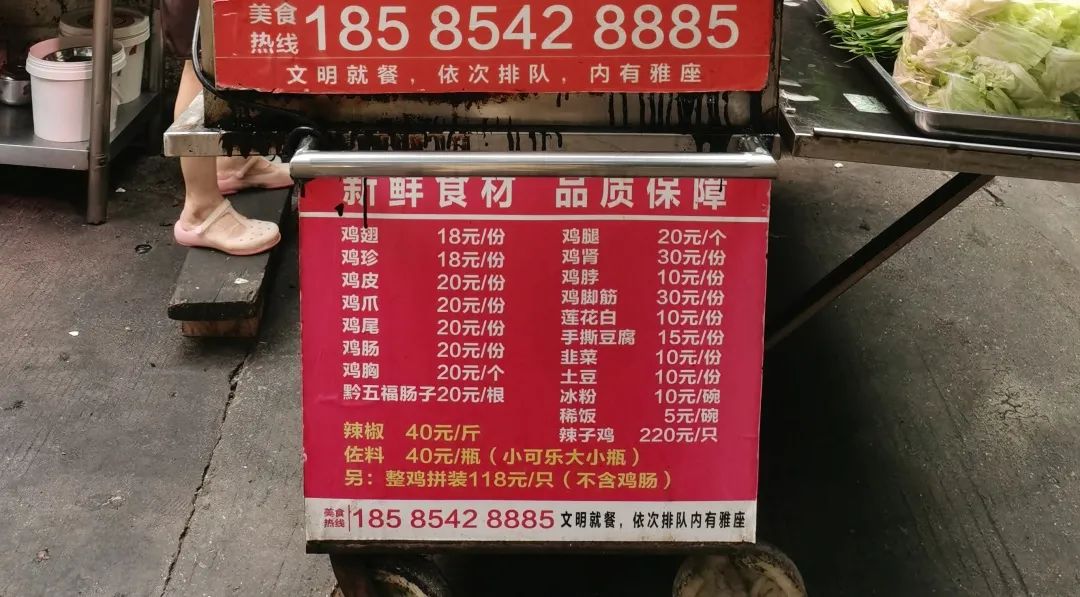 美食热线 185 8542 8885
文明就餐，依次排队，内有雅座
新鲜食材 品质保障
鸡翅 18元/份
鸡珍 18元/份
鸡皮 20元/份
鸡爪 20元/份
鸡尾 20元/份
鸡肠 20元/份
鸡胸 20元/个
黔五福肠子20元/根
鸡腿 20元/个
鸡肾 30元/份
鸡脖 10元/份
鸡脚筋 30元/份
莲花白 10元/份
手撕豆腐 15元/份
韭菜 10元/份
土豆 10元/份
冰粉 10元/碗
稀饭 5元/碗
辣子鸡 220元/只
辣椒 40元/斤
佐料 40元/瓶（小可乐大小瓶）
另：整鸡拼装118元/只（不含鸡肠）
美食热线 185 8542 8885 文明就餐，依次排队内有雅座